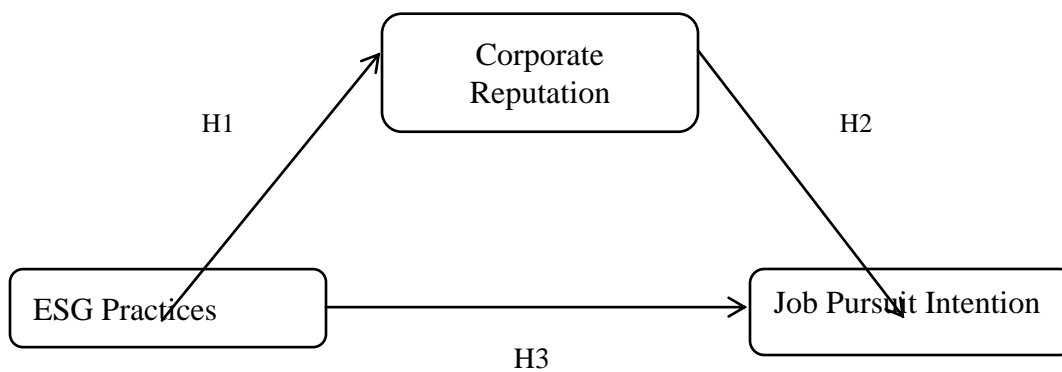 Corporate
Reputation
H1
H2
ESG Practices
Job Pursuit Intention
H3